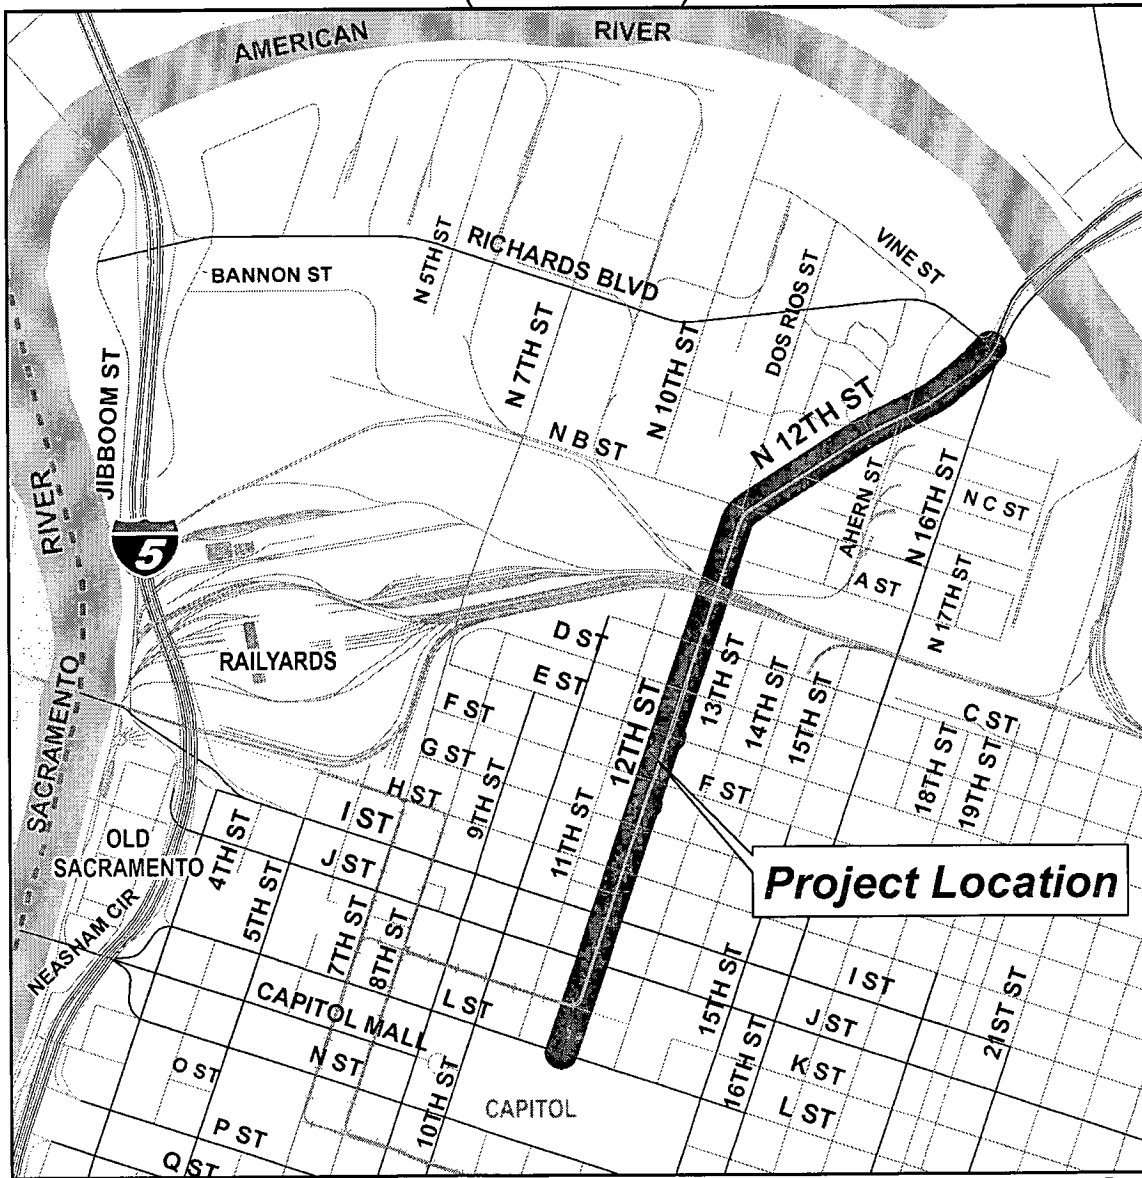 AMERICAN RIVER
VINE ST
N 5TH ST
RICHARDS BLVD
BANNON ST
DOS RIOS ST
N 7TH ST
N 10TH ST
JIBBOOM ST
N 12TH ST
N B ST
RIVER
5
AHERN ST
N 16TH ST
N C ST
A ST
N 17TH ST
D ST
RAILYARDS
E ST
13TH ST
14TH ST
15TH ST
SACRAMENTO
F ST
12TH ST
C ST
G ST
18TH ST
19TH ST
H ST
9TH ST
F ST
I ST
11TH ST
OLD
SACRAMENTO
4TH ST
J ST
5TH ST
Project Location
NEASHAM CIR
7TH ST
8TH ST
15TH ST
I ST
21ST ST
CAPITOL MALL
L ST
J ST
N ST
16TH ST
K ST
O ST
10TH ST
CAPITOL
L ST
P ST
Q ST